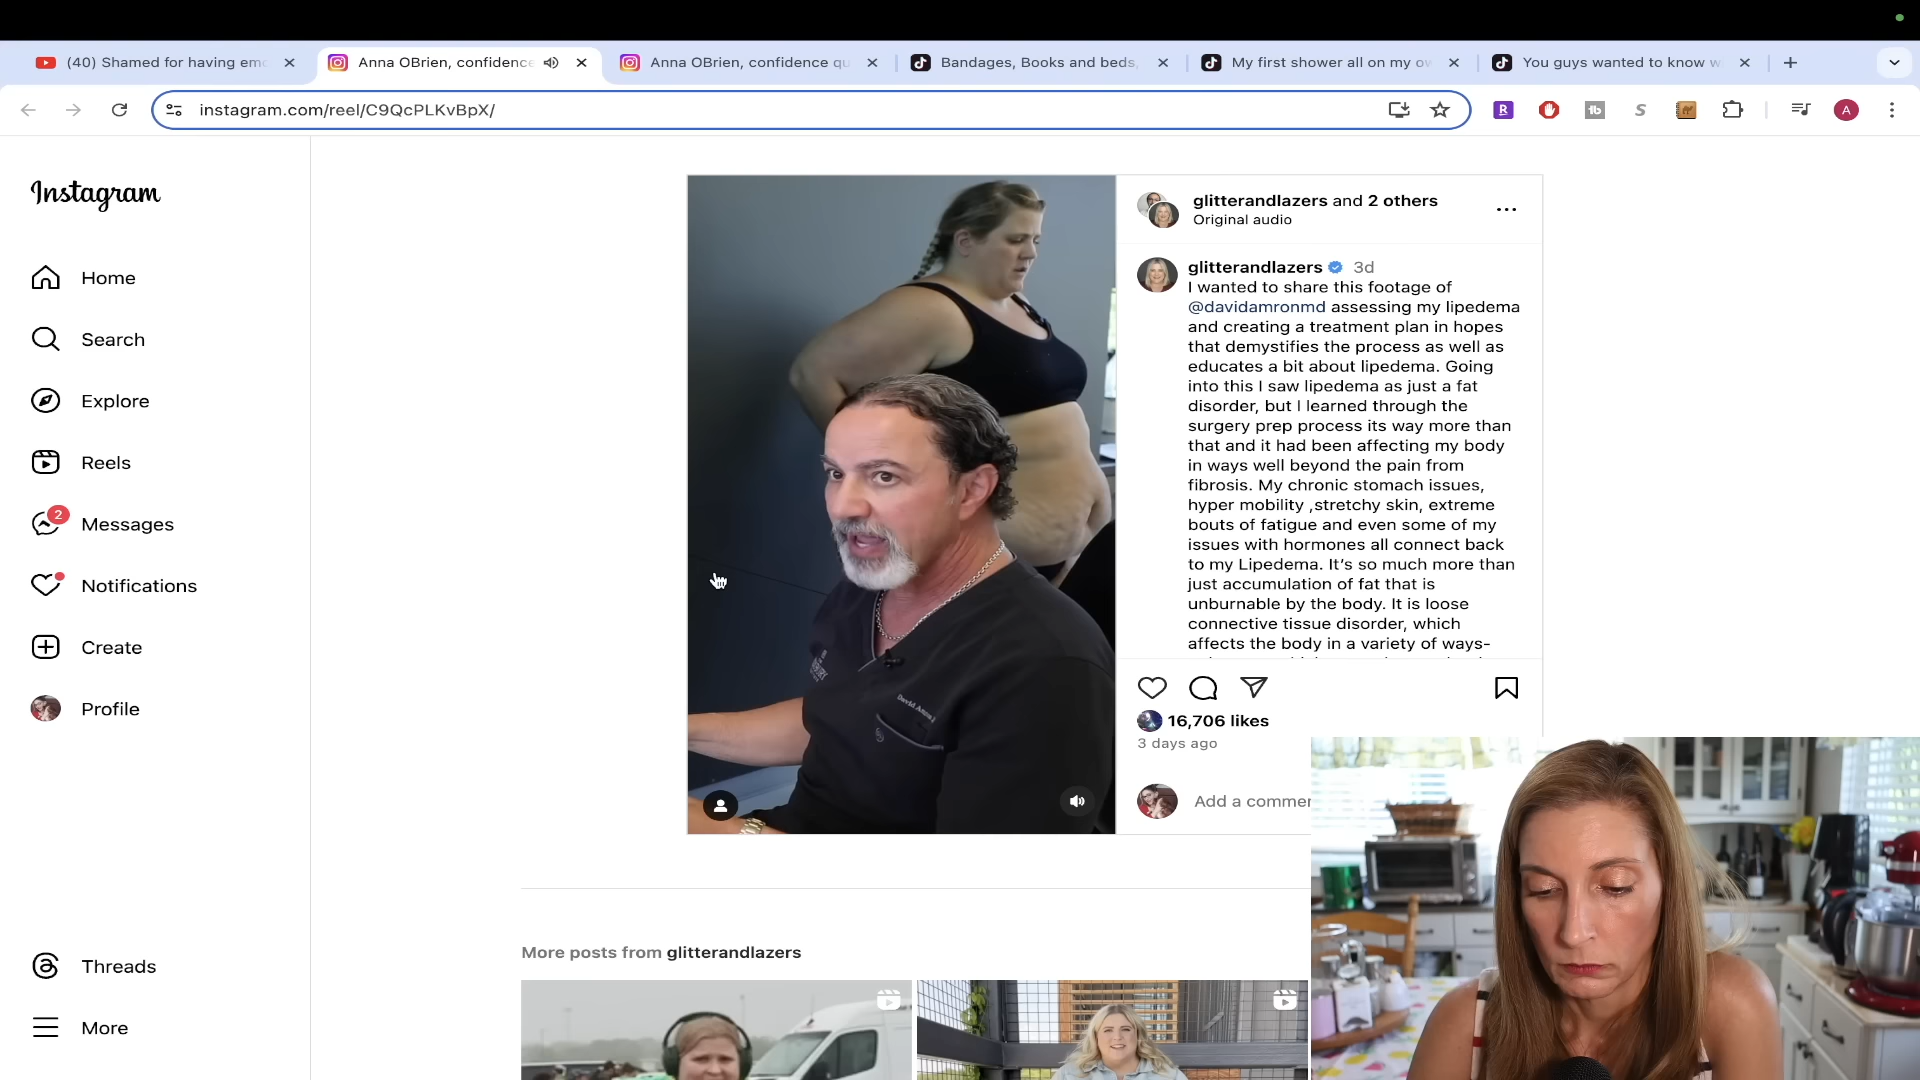 (40) Shamed for having emo
Anna OBrien, confidence
Anna OBrien, confidence qu
Bandages, Books and beds,
My first shower all on my ow
You guys wanted to know w
instagram.com/reel/C9QcPLKvBpX/
Instagram
Home
Search
Explore
Reels
2
Messages
Notifications
Create
Profile
Threads
More
glitterandlazers and 2 others
Original audio
glitterandlazers 3d
I wanted to share this footage of
@davidamronmd assessing my lipedema
and creating a treatment plan in hopes
that demystifies the process as well as
educates a bit about lipedema. Going
into this I saw lipedema as just a fat
disorder, but I learned through the
surgery prep process its way more than
that and it had been affecting my body
in ways well beyond the pain from
fibrosis. My chronic stomach issues,
hyper mobility ,stretchy skin, extreme
bouts of fatigue and even some of my
issues with hormones all connect back
to my Lipedema. It's so much more than
just accumulation of fat that is
unburnable by the body. It is loose
connective tissue disorder, which
affects the body in a variety of ways-
16,706 likes
3 days ago
Add a commen
More posts from glitterandlazers